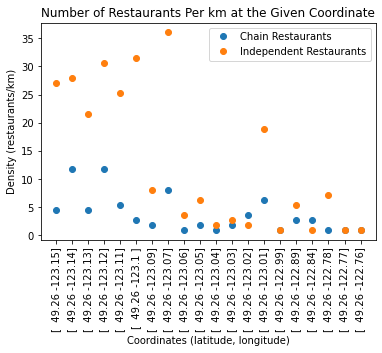 Number of Restaurants Per km at the Given Coordinate
Chain Restaurants
Independent Restaurants
Density (restaurants/km)
35
30
25
20
15
10
5
0
[ 49.26 -123.15]
[ 49.26 -123.14]
[ 49.26 -123.13]
[ 49.26 -123.12]
[ 49.26 -123.11]
[ 49.26 -123.1 ]
[ 49.26 -123.09]
[ 49.26 -123.07]
[ 49.26 -123.06]
[ 49.26 -123.05]
[ 49.26 -123.04]
[ 49.26 -123.03]
[ 49.26 -123.02]
[ 49.26 -123.01]
[ 49.26 -122.99]
[ 49.26 -122.89]
[ 49.26 -122.84]
[ 49.26 -122.78]
[ 49.26 -122.77]
[ 49.26 -122.76]
Coordinates (latitude, longitude)